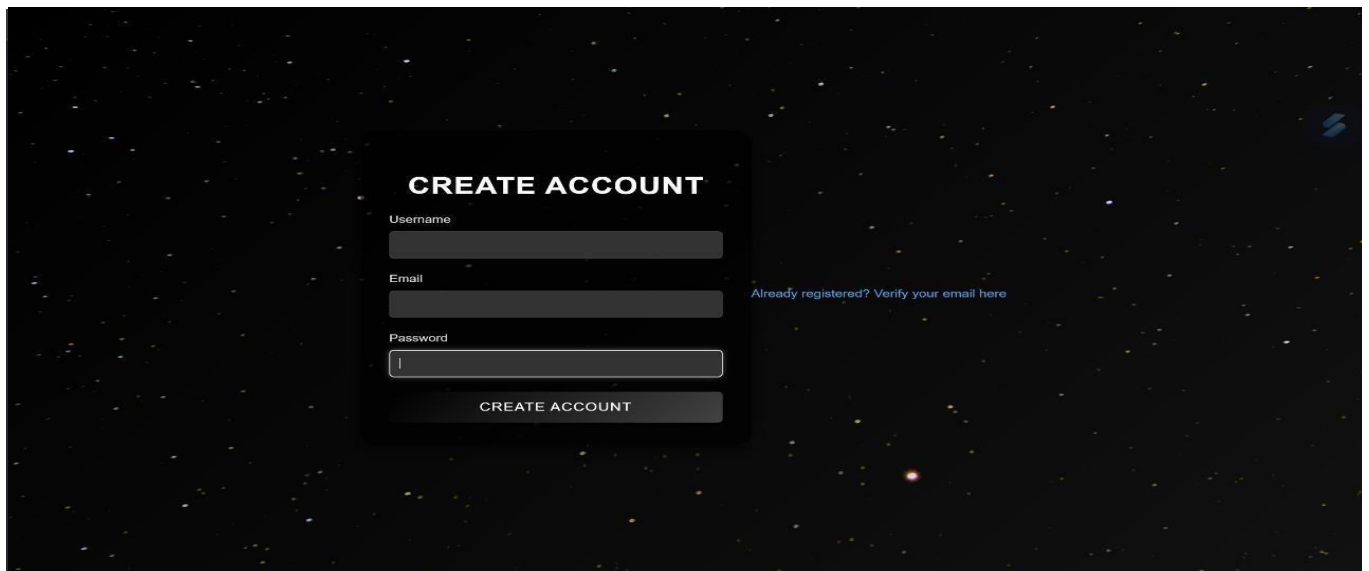 CREATE ACCOUNT
Username
Email
Already registered? Verify your email here
Password
CREATE ACCOUNT